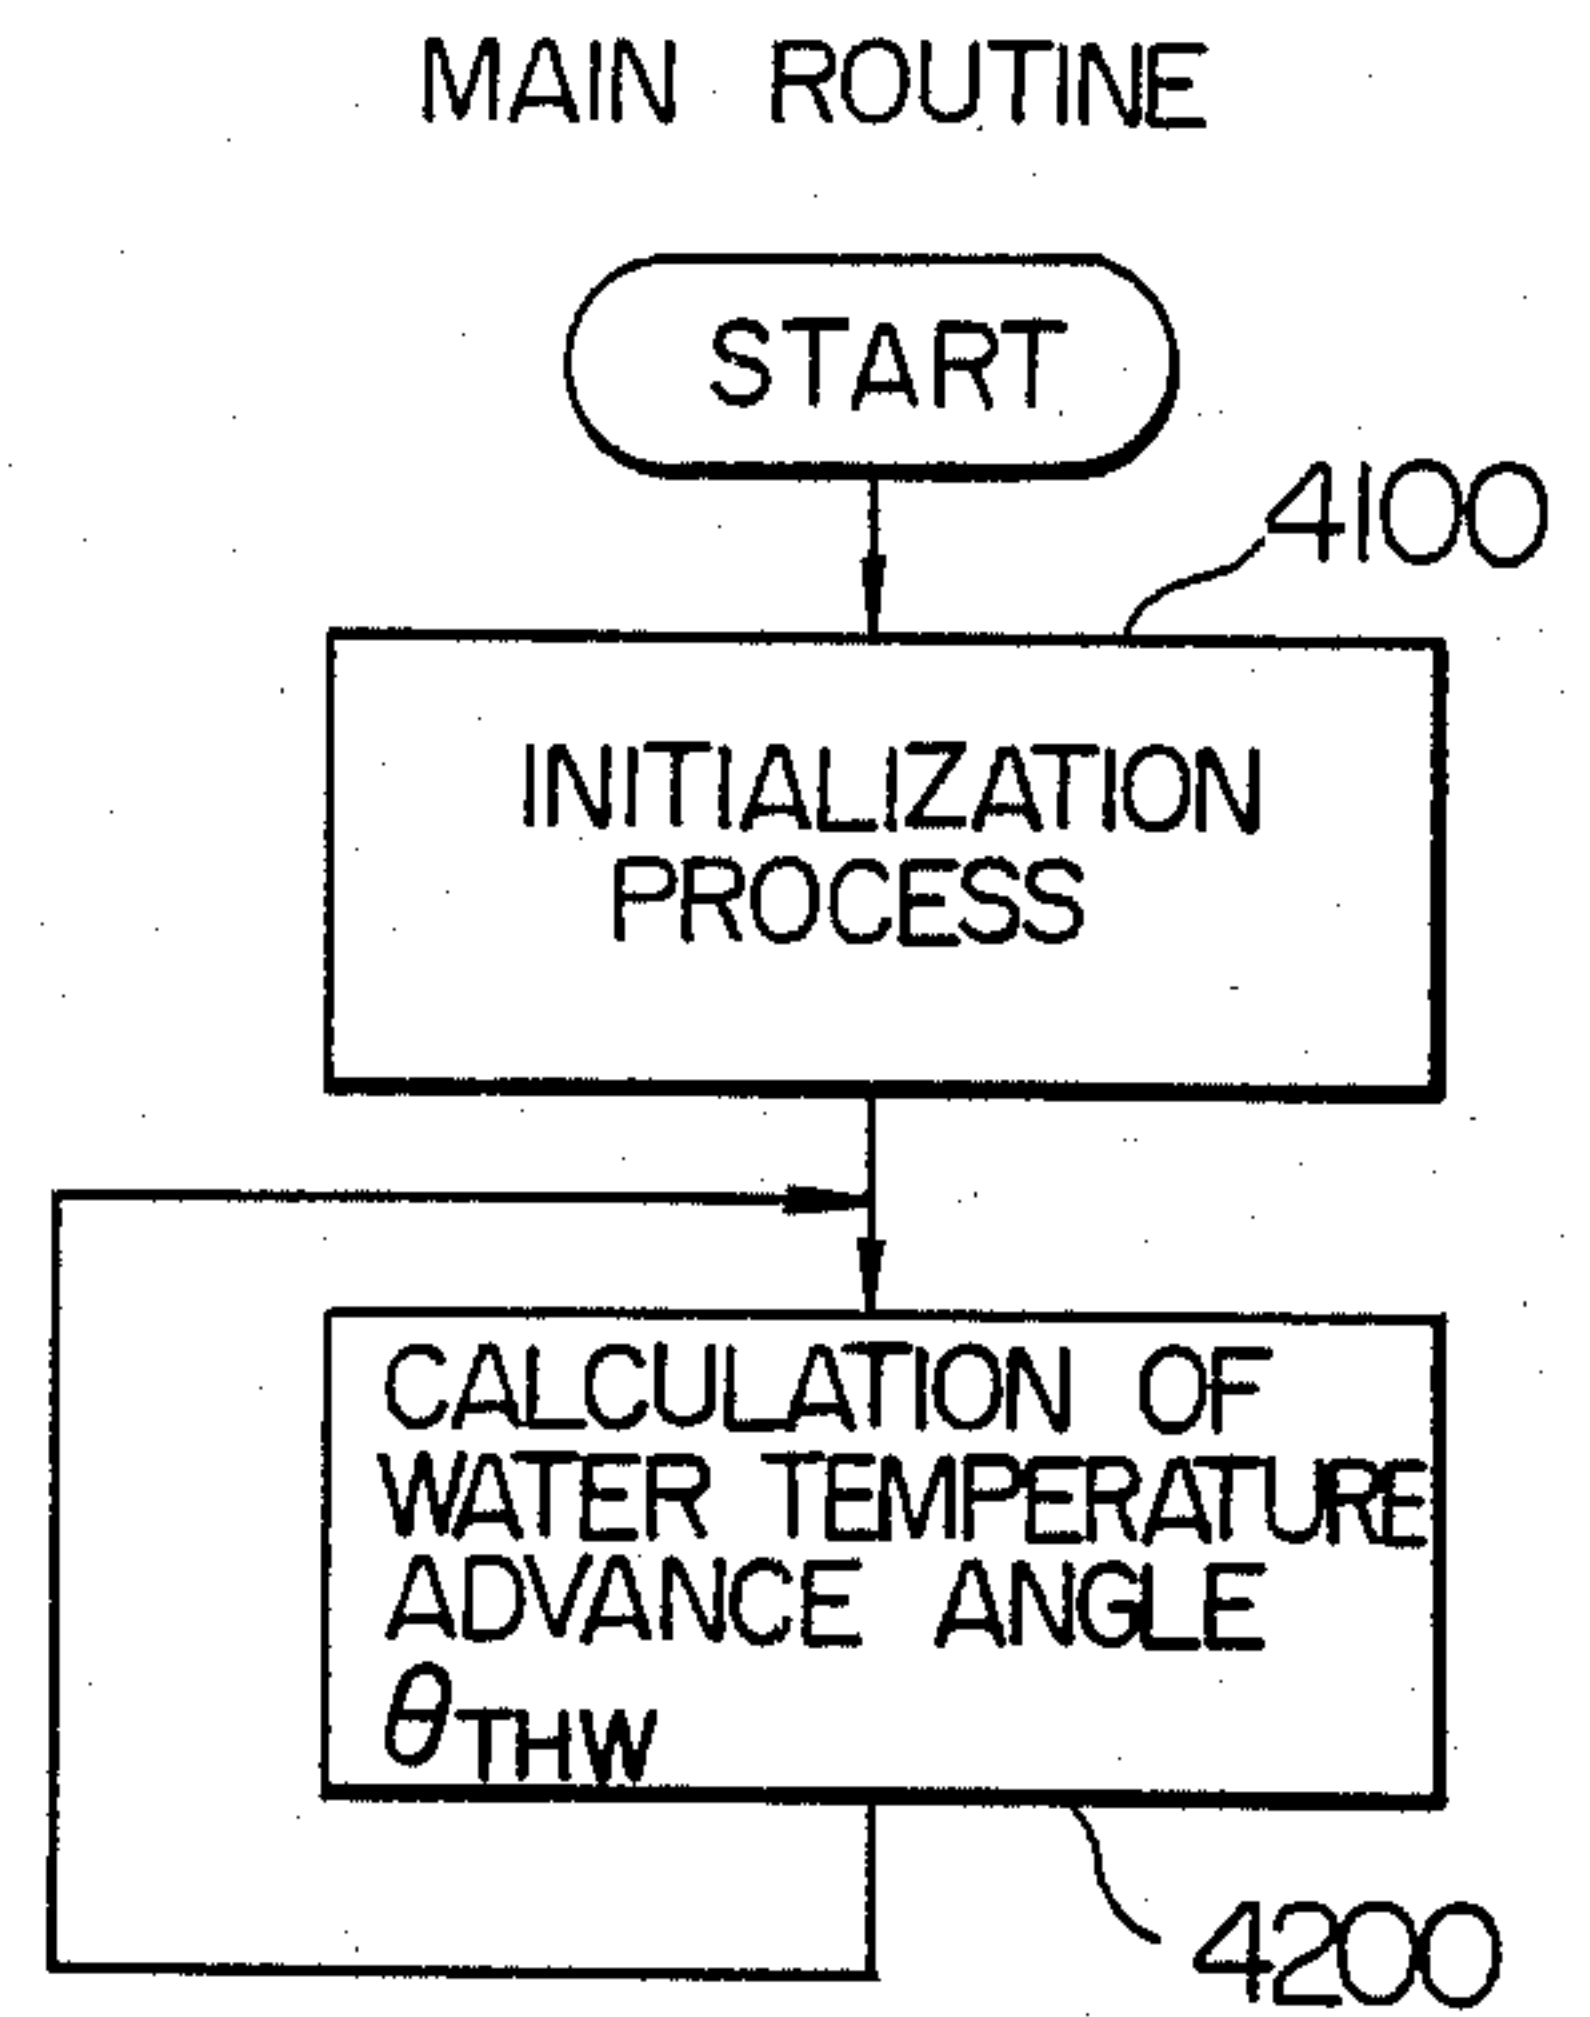 MAIN ROUTINE
START
4100
INITIALIZATION
PROCESS
CALCULATION OF
WATER TEMPERATURE
ADVANCE ANGLE
θTHW
4200